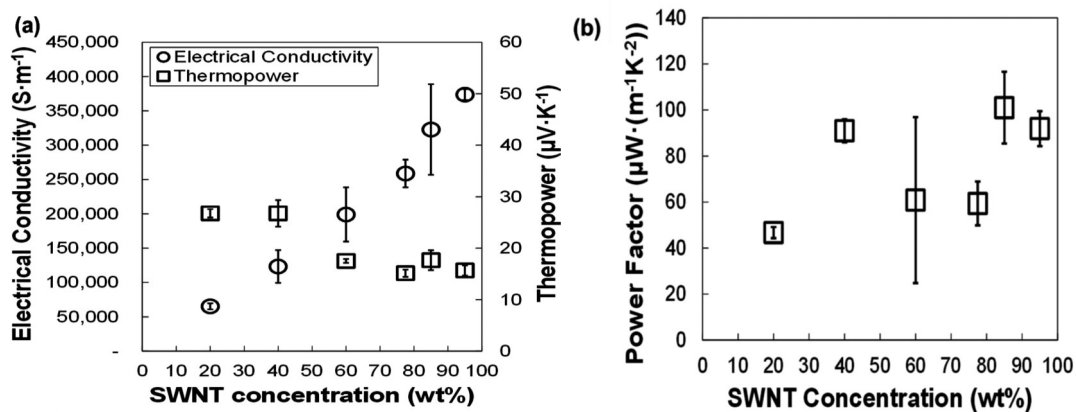 (a)
450,000
400,000
350,000
300,000
250,000
200,000
150,000
100,000
50,000
-
Electrical Conductivity (S·m⁻¹)
Electrical Conductivity
Thermopower
60
50
40
30
20
10
0
Thermopower (µV·K⁻¹)
0 10 20 30 40 50 60 70 80 90 100
SWNT concentration (wt%)
(b)
140
120
100
80
60
40
20
0
Power Factor (µW·(m⁻¹K⁻²))
0 10 20 30 40 50 60 70 80 90 100
SWNT Concentration (wt%)